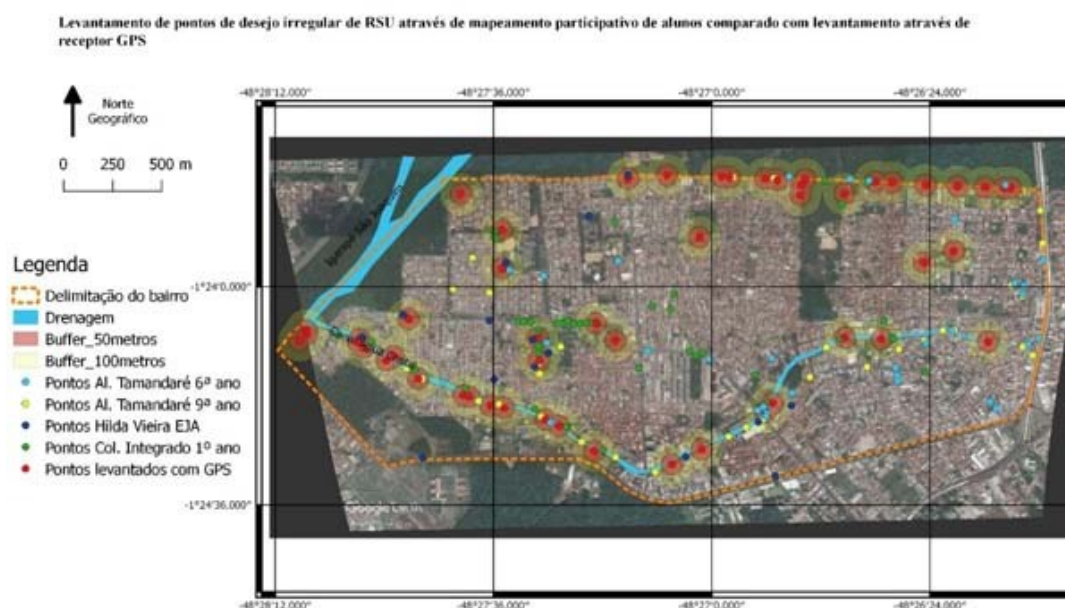 Levantamento de pontos de desejo irregular de RSU através de mapeamento participativo de alunos comparado com levantamento através de
receptor GPS
-48°28'12,000"
-48°27'36,000"
-48°27'0,000"
-48°26'24,000"
Norte
Geográfico
0 250 500 m
Igarapé São
Legenda
Delimitação do bairro
Drenagem
Buffer_50metros
Buffer_100metros
Pontos Al. Tamandaré 6ª ano
Pontos Al. Tamandaré 9ª ano
Pontos Hilda Vieira EJA
Pontos Col. Integrado 1º ano
Pontos levantados com GPS
-1°24'0,000"
-1°24'36,000"
Google Earth
-48°28'12,000"
-48°27'36,000"
-48°27'0,000"
-48°26'24,000"